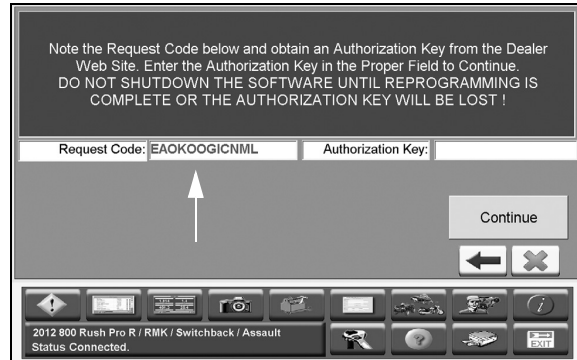 Note the Request Code below and obtain an Authorization Key from the Dealer
Web Site. Enter the Authorization Key in the Proper Field to Continue.
DO NOT SHUTDOWN THE SOFTWARE UNTIL REPROGRAMMING IS
COMPLETE OR THE AUTHORIZATION KEY WILL BE LOST !
Request Code: EAOKOOGICNML Authorization Key:
Continue
2012 800 Rush Pro R / RMK / Switchback / Assault
Status Connected.
EXIT